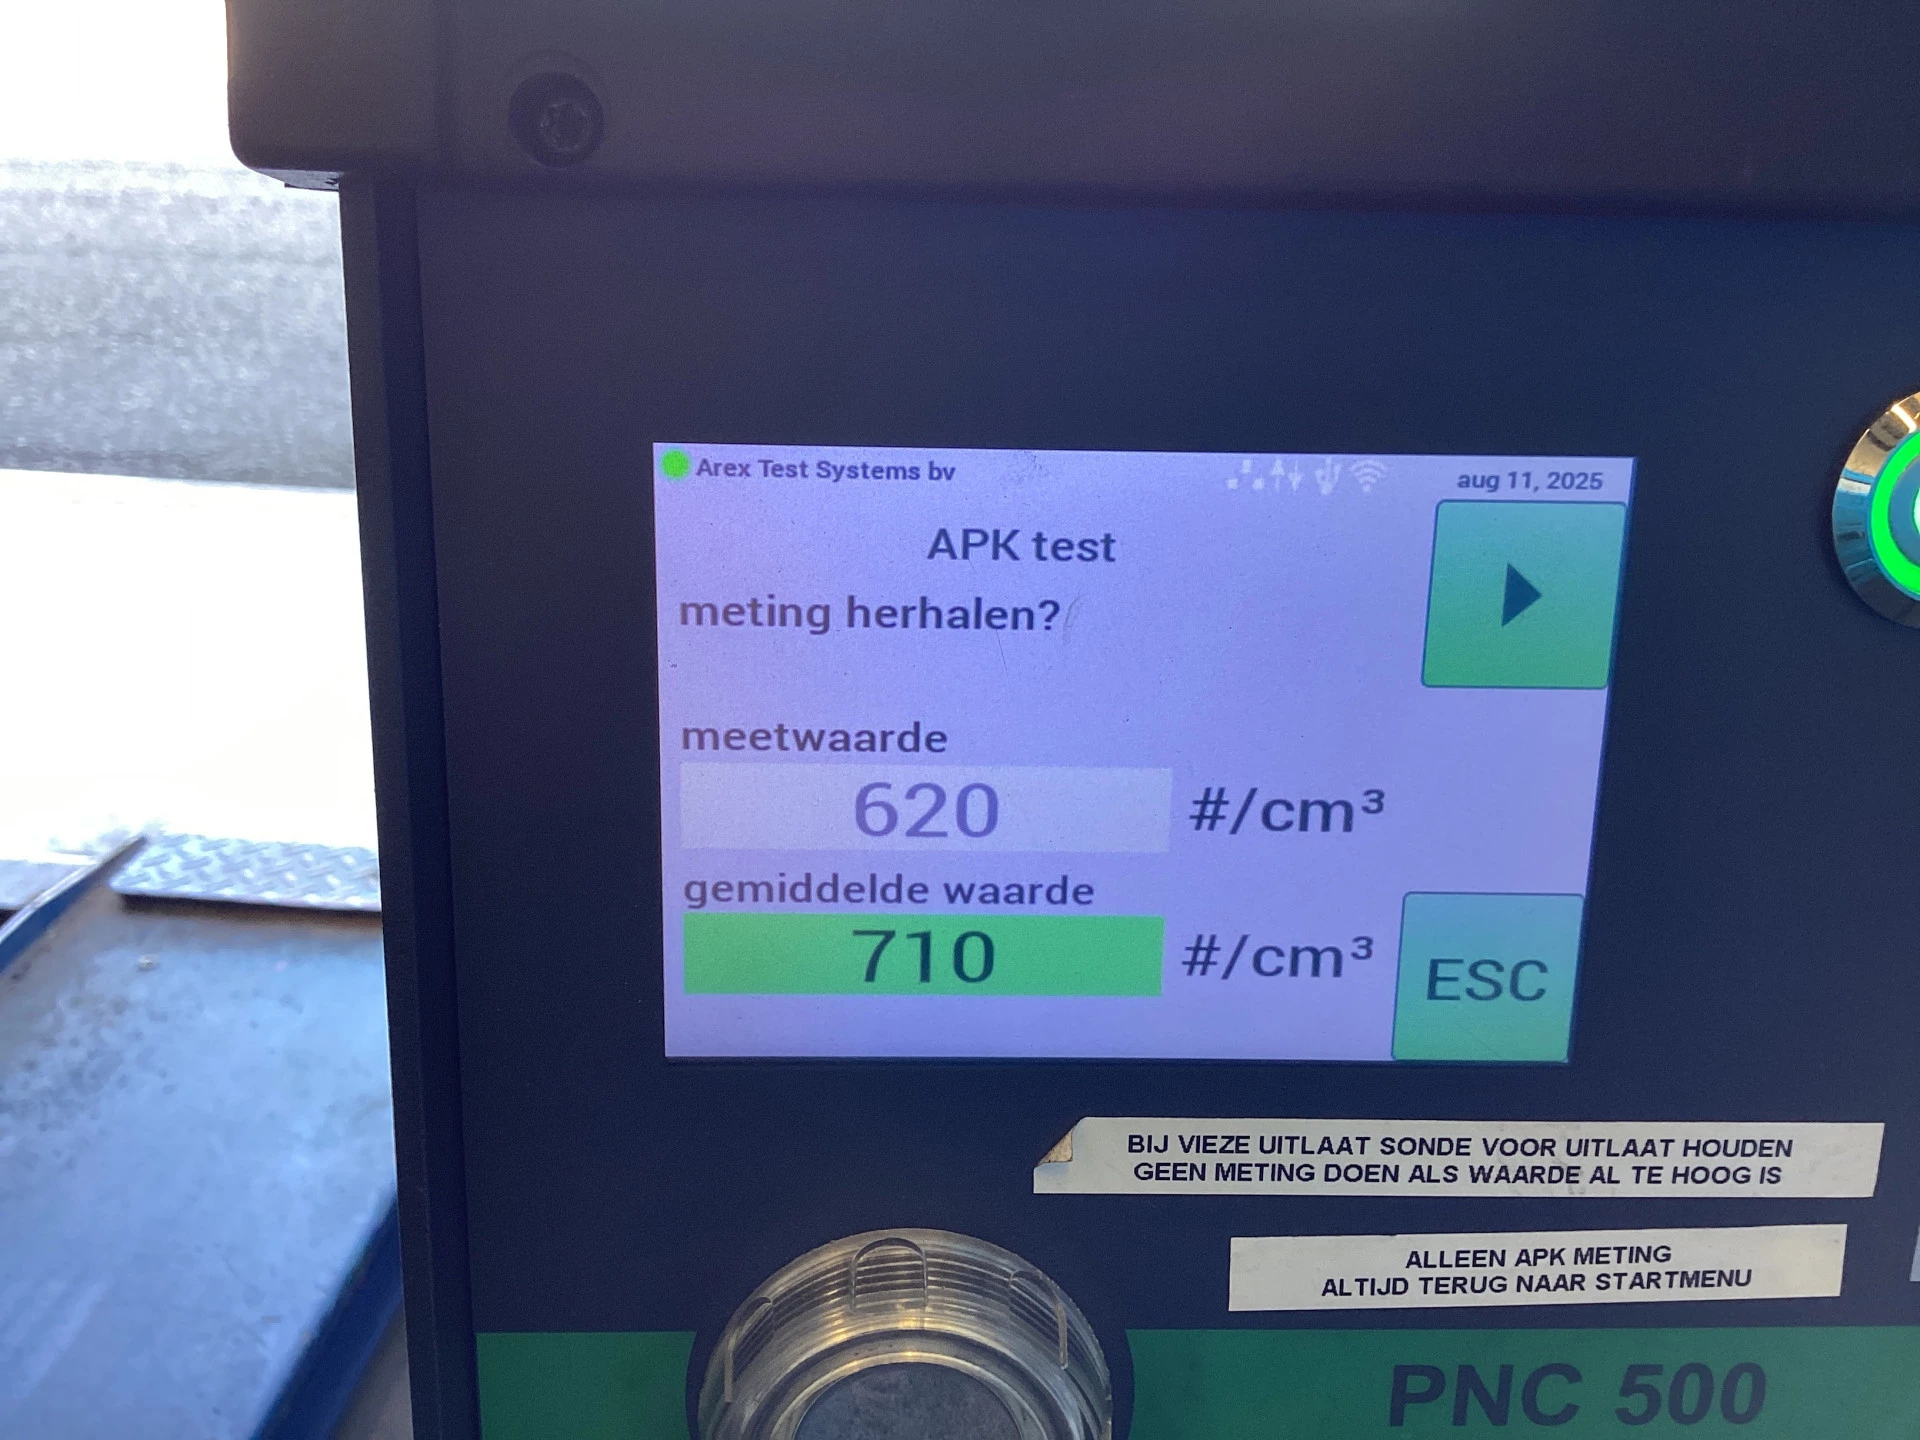 Arex Test Systems bv
aug 11, 2025
APK test
meting herhalen?
meetwaarde
620 #/cm³
gemiddelde waarde
710 #/cm³
ESC
BIJ VIEZE UITLAAT SONDE VOOR UITLAAT HOUDEN
GEEN METING DOEN ALS WAARDE AL TE HOOG IS
ALLEEN APK METING
ALTIJD TERUG NAAR STARTMENU
PNC 500